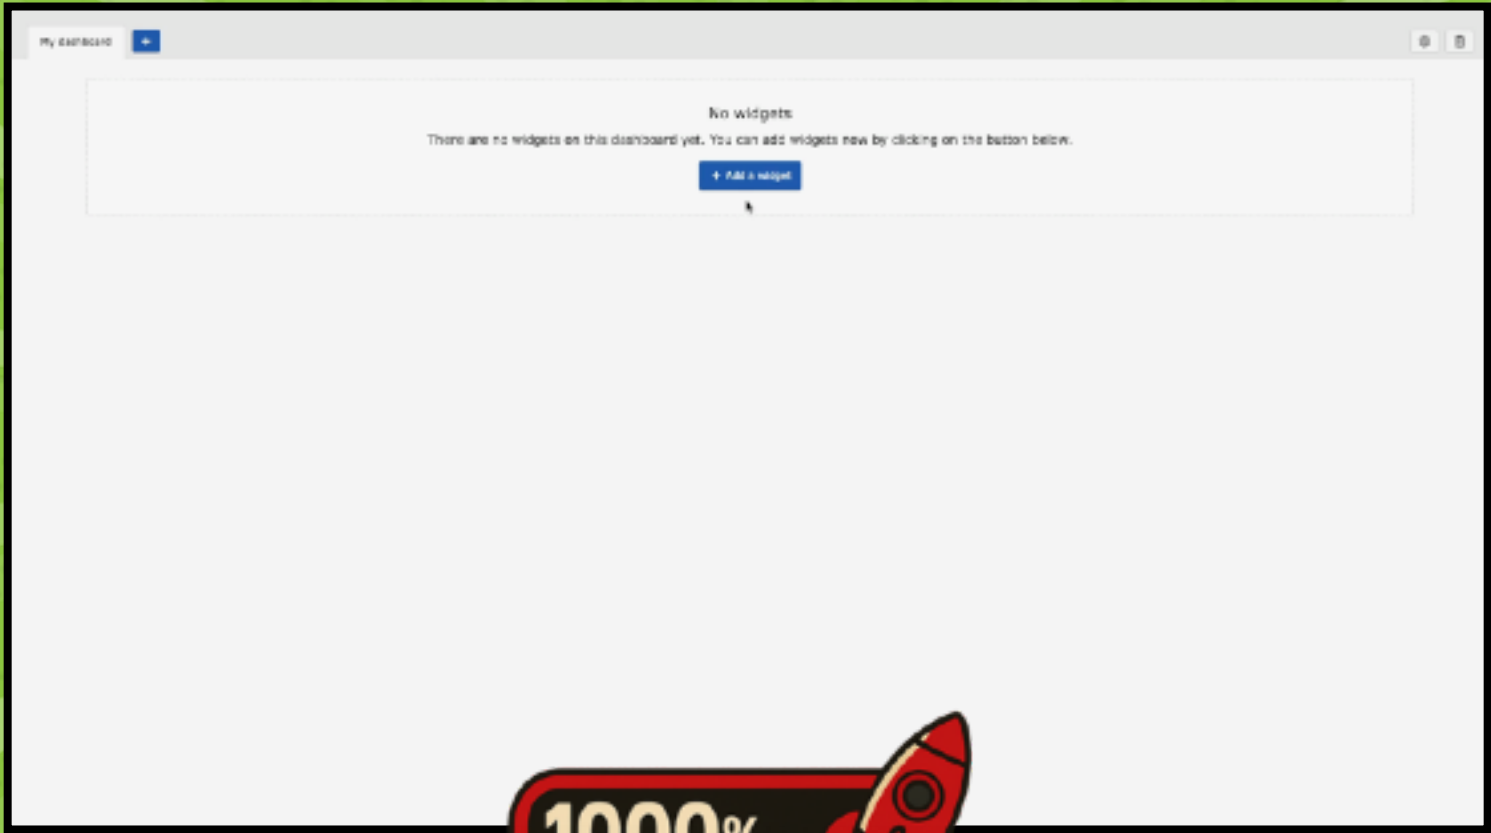 My dashboard +
No widgets
There are no widgets on this dashboard yet. You can add widgets now by clicking on the button below.
+ Add a widget
1000%